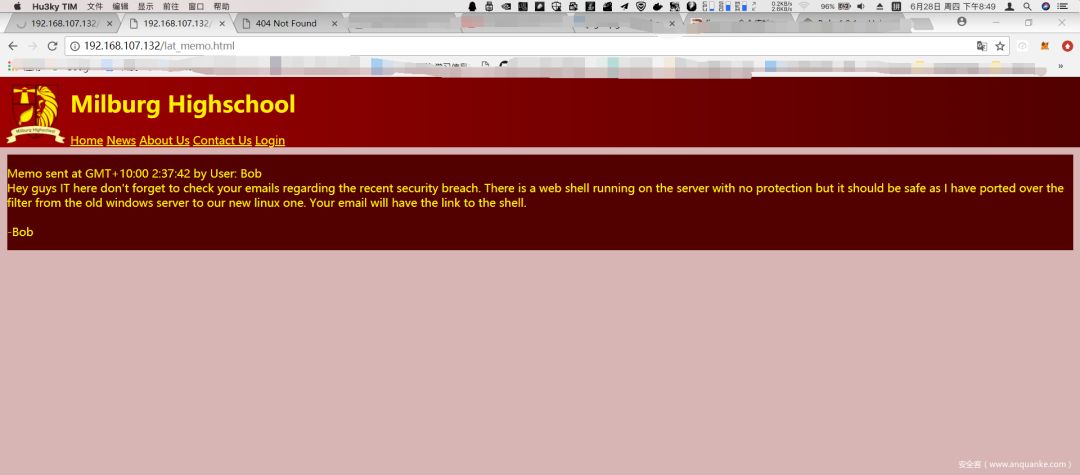 Hu3ky TIM 文件 编辑 显示 前往 窗口 帮助 0.2KB/s 2.6KB/s 96% 6月28日 周四 下午8:49
192.168.107.132/ 192.168.107.132/ 404 Not Found
192.168.107.132/lat_memo.html
Milburg Highschool
Milburg Highschool
Home News About Us Contact Us Login
Memo sent at GMT+10:00 2:37:42 by User: Bob
Hey guys IT here don't forget to check your emails regarding the recent security breach. There is a web shell running on the server with no protection but it should be safe as I have ported over the
filter from the old windows server to our new linux one. Your email will have the link to the shell.
-Bob
安全客（www.anquanke.com）